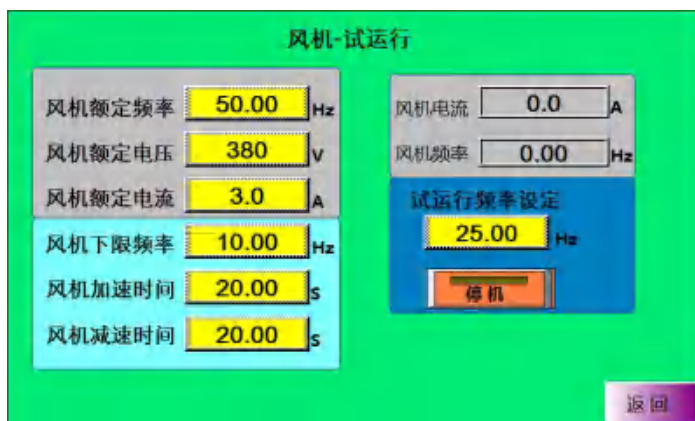 风机-试运行
风机额定频率 50.00 Hz
风机额定电压 380 V
风机额定电流 3.0 A
风机下限频率 10.00 Hz
风机加速时间 20.00 S
风机减速时间 20.00 S
风机电流 0.0 A
风机频率 0.00 Hz
试运行频率设定
25.00 Hz
停机
返回